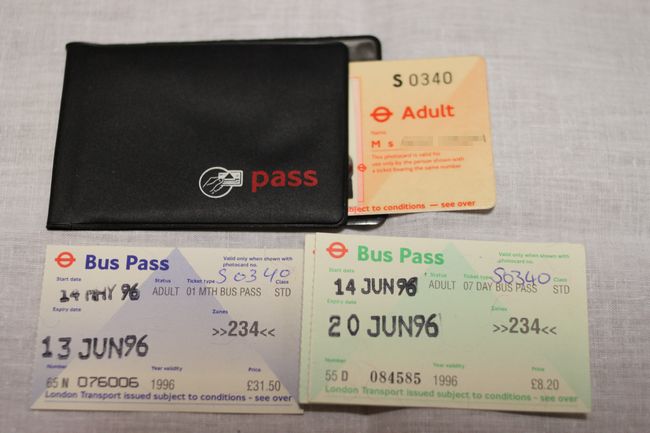 S 0340
Adult
Name
M s
This photocard is valid for
use only by the person shown with
a ticket bearing the same number
subject to conditions — see over
pass
Bus Pass
Valid only when shown with
photocard no.
S 0340
Start date
Status
Ticket type
Class
14 MAY 96
ADULT
01 MTH BUS PASS
STD
Expiry date
Zones
>>234<<
13 JUN96
Number
Year validity
Price
65 N 076006
1996
£31.50
London Transport issued subject to conditions - see over
Bus Pass
Valid only when shown with
photocard no.
S0340
Start date
Status
Ticket type
Class
14 JUN96
ADULT
07 DAY BUS PASS
STD
Expiry date
Zones
>>234<<
20 JUN96
Number
Year validity
Price
55 D 084585
1996
£8.20
London Transport issued subject to conditions - see over